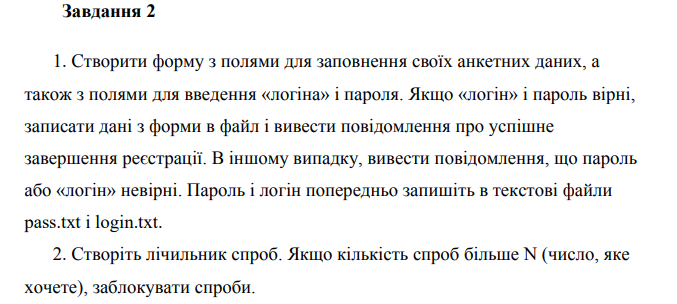 Завдання 2
1. Створити форму з полями для заповнення своїх анкетних даних, а
також з полями для введення «логіна» і пароля. Якщо «логін» і пароль вірні,
записати дані з форми в файл і вивести повідомлення про успішне
завершення реєстрації. В іншому випадку, вивести повідомлення, що пароль
або «логін» невірні. Пароль і логін попередньо запишіть в текстові файли
pass.txt і login.txt.
2. Створіть лічильник спроб. Якщо кількість спроб більше N (число, яке
хочете), заблокувати спроби.